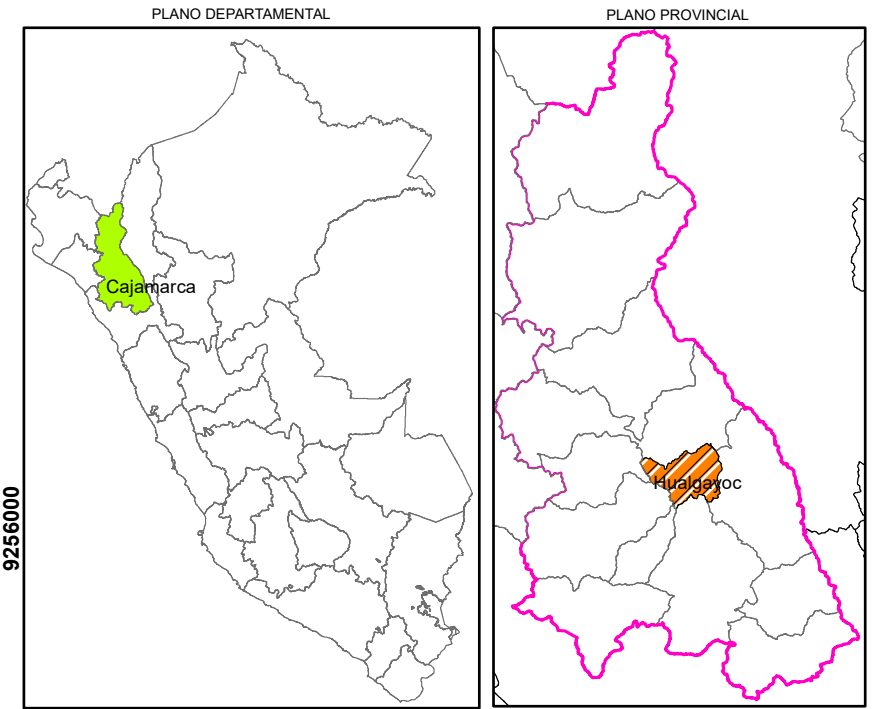 PLANO DEPARTAMENTAL
PLANO PROVINCIAL
Cajamarca
Hualgayoc
9256000